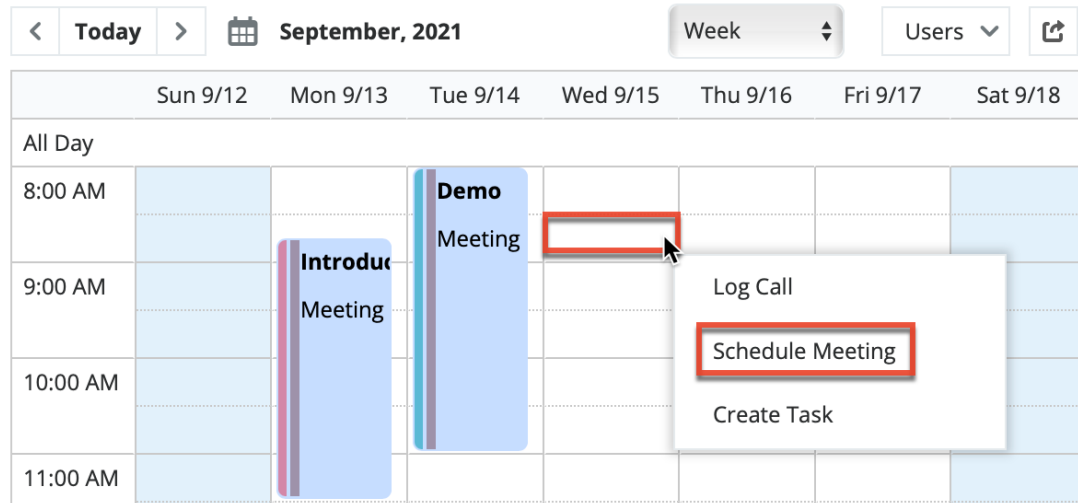 Today September, 2021 Week Users
Sun 9/12 Mon 9/13 Tue 9/14 Wed 9/15 Thu 9/16 Fri 9/17 Sat 9/18
All Day
8:00 AM
Demo
Meeting
Introduc
Meeting
9:00 AM
10:00 AM
11:00 AM
Log Call
Schedule Meeting
Create Task